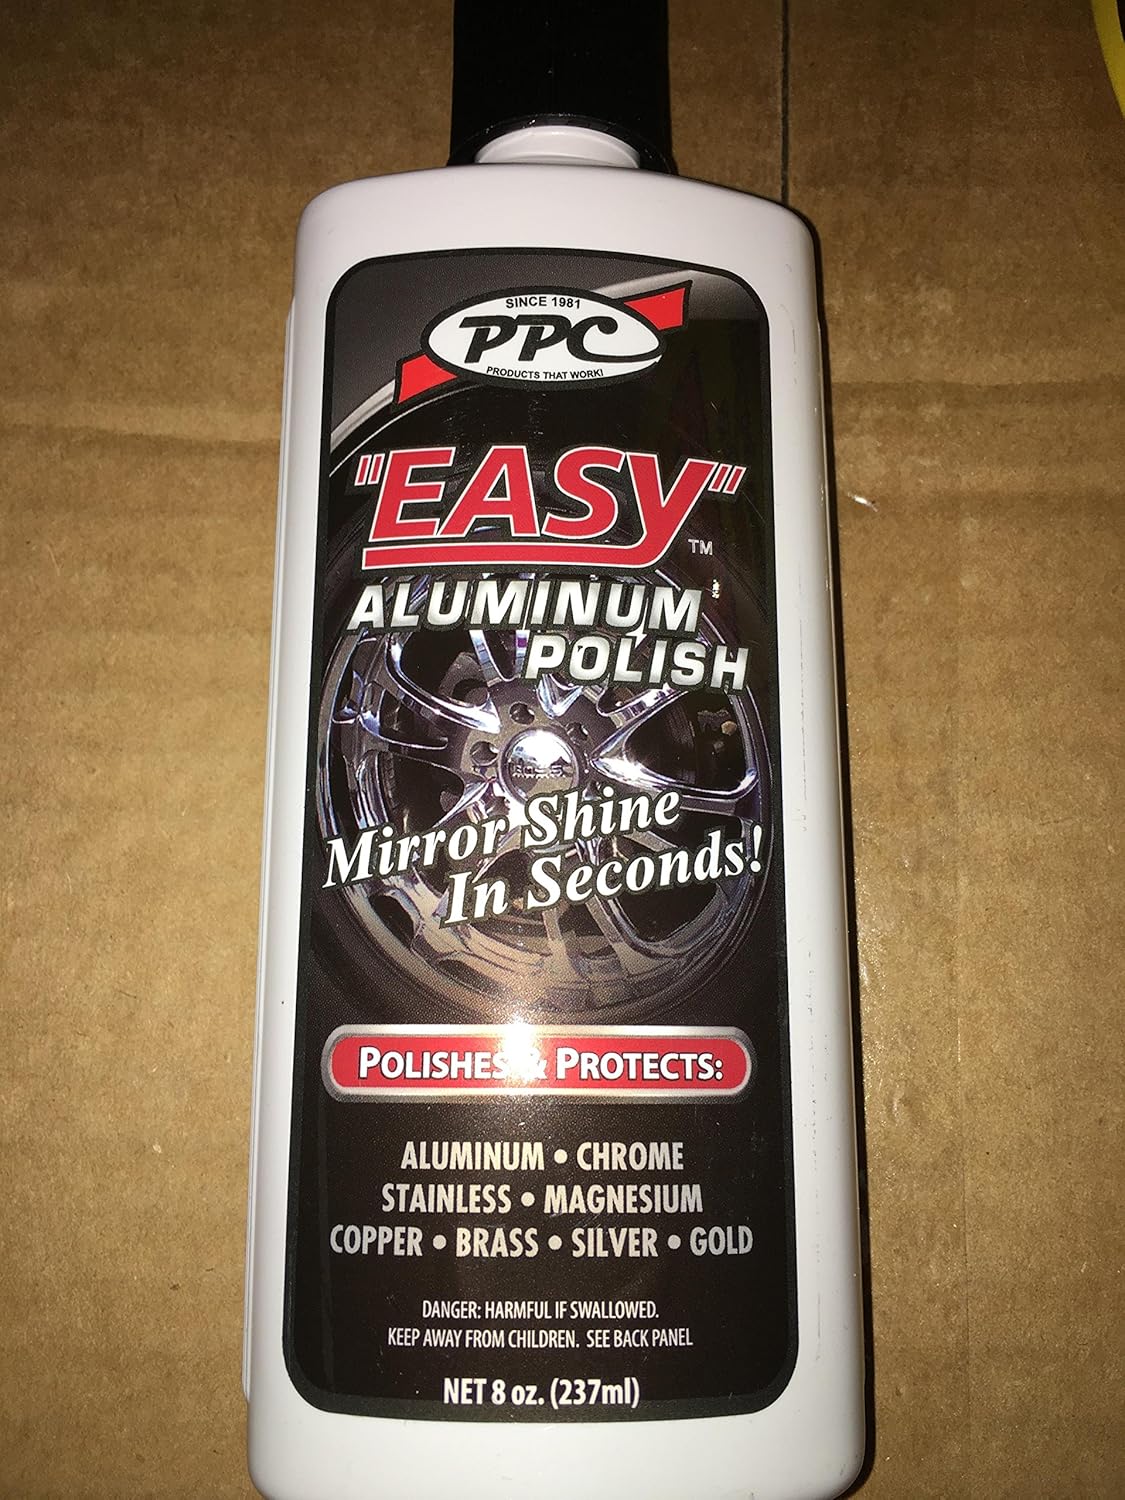 SINCE 1981
PPC
PRODUCTS THAT WORK!
"EASY"
TM
ALUMINUM
POLISH
Mirror Shine
In Seconds!
POLISHES & PROTECTS:
ALUMINUM • CHROME
STAINLESS • MAGNESIUM
COPPER • BRASS • SILVER • GOLD
DANGER: HARMFUL IF SWALLOWED.
KEEP AWAY FROM CHILDREN. SEE BACK PANEL
NET 8 oz. (237ml)